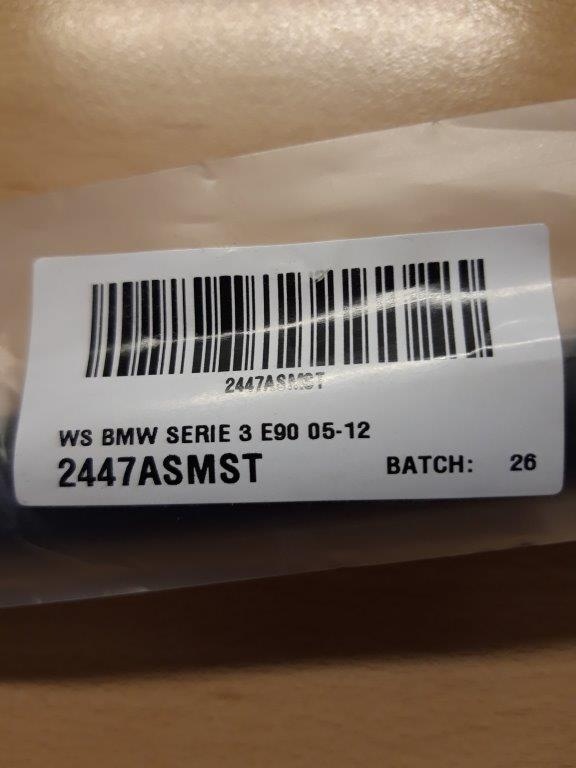 2447ASMST
WS BMW SERIE 3 E90 05-12
2447ASMST BATCH: 26